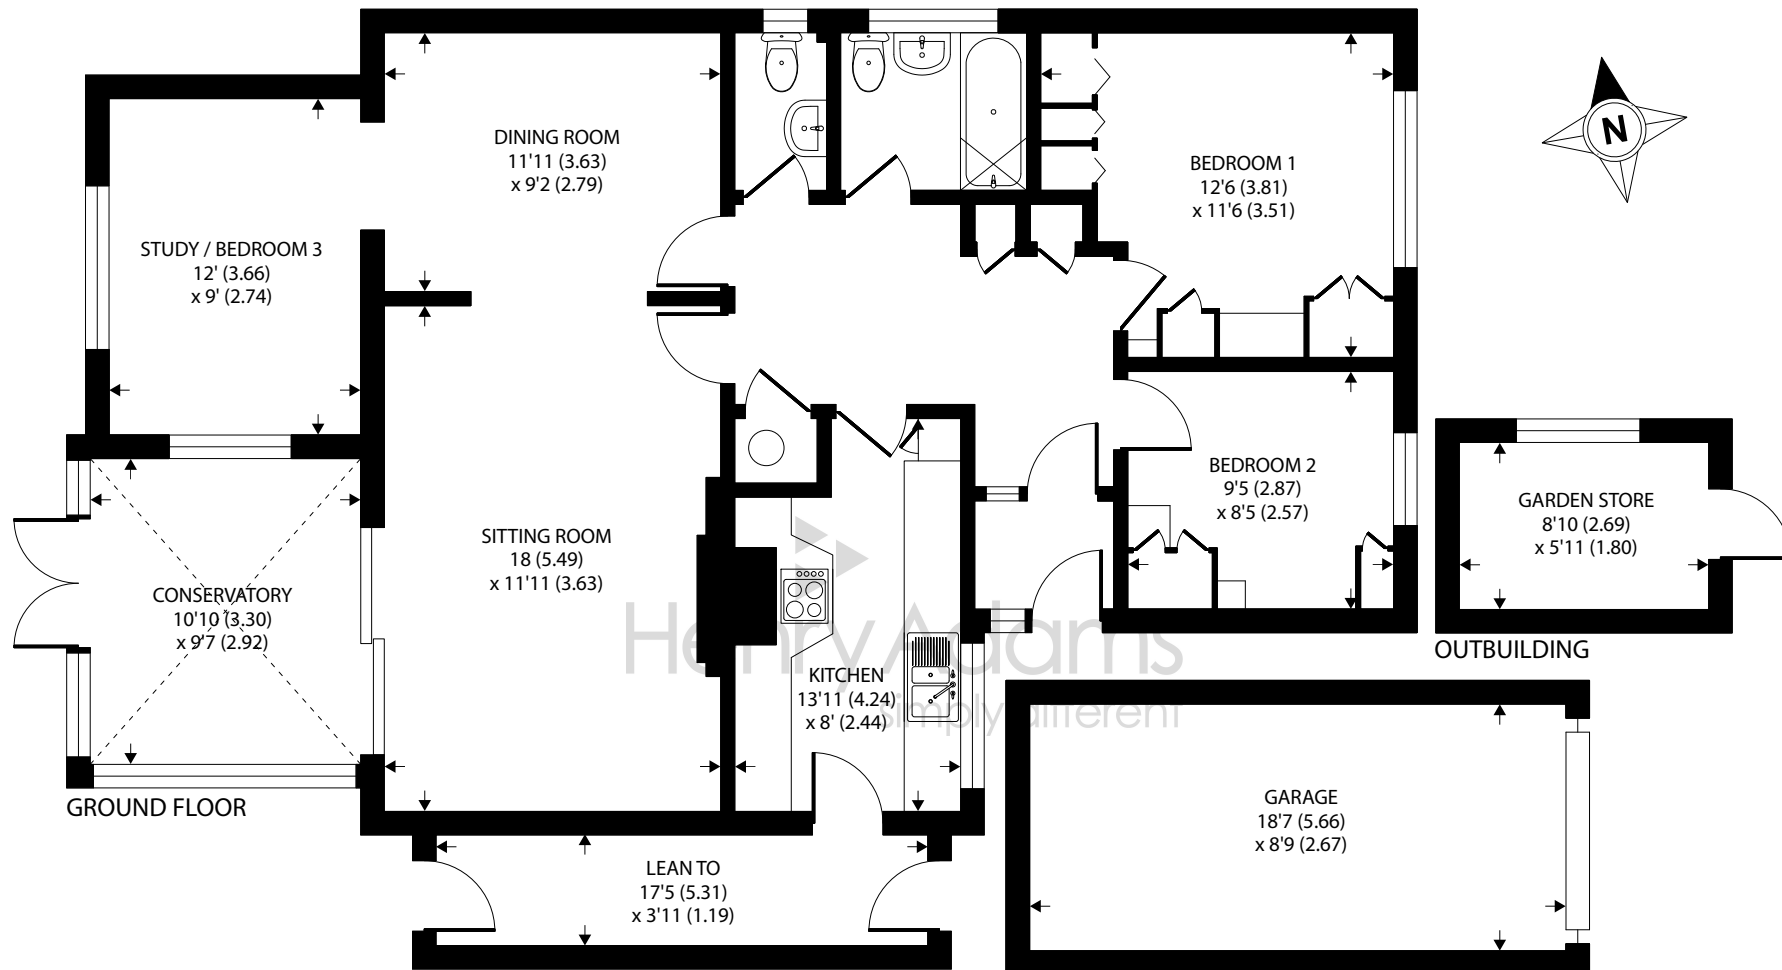 DINING ROOM
11'11 (3.63)
x 9'2 (2.79)
BEDROOM 1
12'6 (3.81)
x 11'6 (3.51)
N
STUDY / BEDROOM 3
12' (3.66)
x 9' (2.74)
BEDROOM 2
9'5 (2.87)
x 8'5 (2.57)
GARDEN STORE
8'10 (2.69)
x 5'11 (1.80)
SITTING ROOM
18 (5.49)
x 11'11 (3.63)
CONSERVATORY
10'10 (3.30)
x 9'7 (2.92)
Henry Adams
simply different
OUTBUILDING
KITCHEN
13'11 (4.24)
x 8' (2.44)
GROUND FLOOR
GARAGE
18'7 (5.66)
x 8'9 (2.67)
LEAN TO
17'5 (5.31)
x 3'11 (1.19)